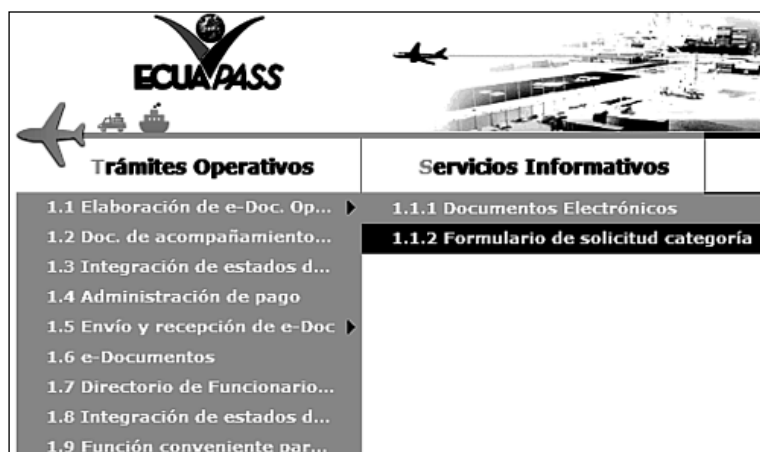 ECUAPASS
Trámites Operativos
Servicios Informativos
1.1 Elaboración de e-Doc. Op...
1.1.1 Documentos Electrónicos
1.2 Doc. de acompañamiento...
1.1.2 Formulario de solicitud categoría
1.3 Integración de estados d...
1.4 Administración de pago
1.5 Envío y recepción de e-Doc
1.6 e-Documentos
1.7 Directorio de Funcionario...
1.8 Integración de estados d...
1.9 Función conveniente par...